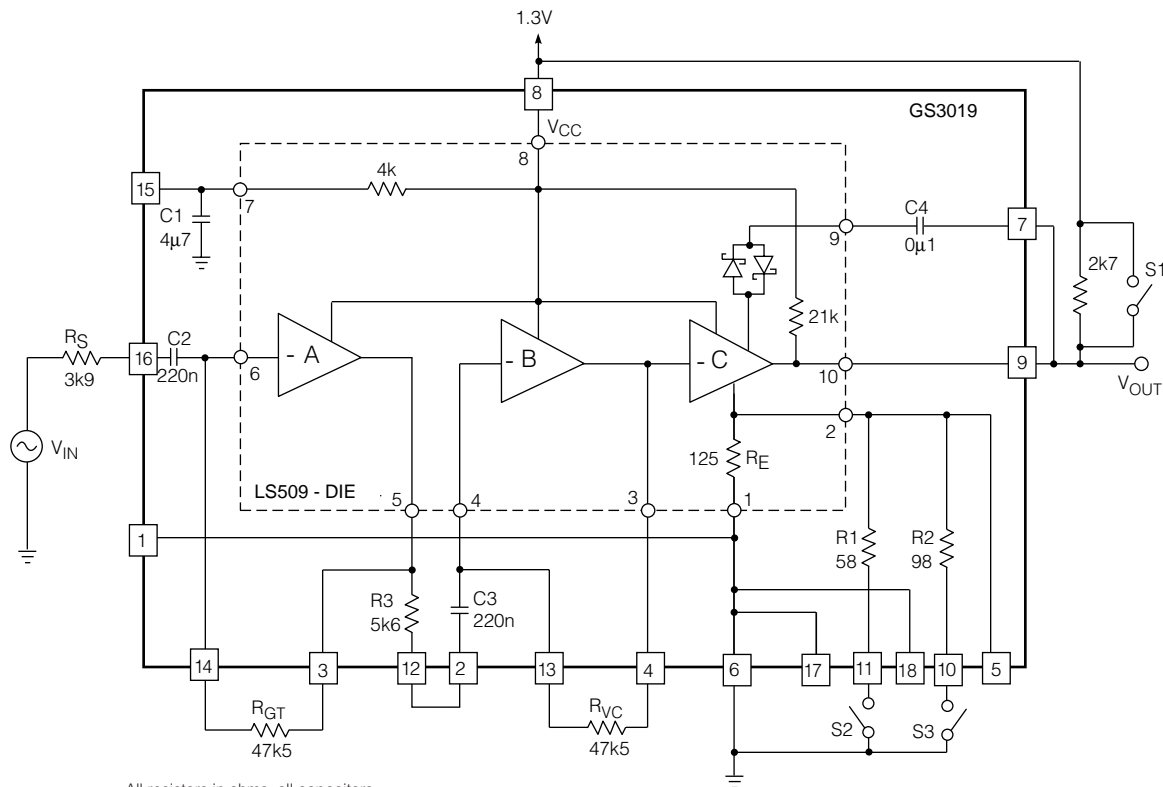 1.3V
8
GS3019
VCC
8
4k
15
7
C1
4µ7
C4
9
0µ1
7
2k7
S1
21k
RS
3k9
16
C2
220n
6
- A
- B
- C
10
9
VOUT
VIN
2
125
RE
LS509 - DIE
5
4
3
1
1
R1
58
R2
98
R3
5k6
C3
220n
14
3
12
2
13
4
6
17
11
18
10
5
RGT
47k5
RVC
47k5
S2
S3